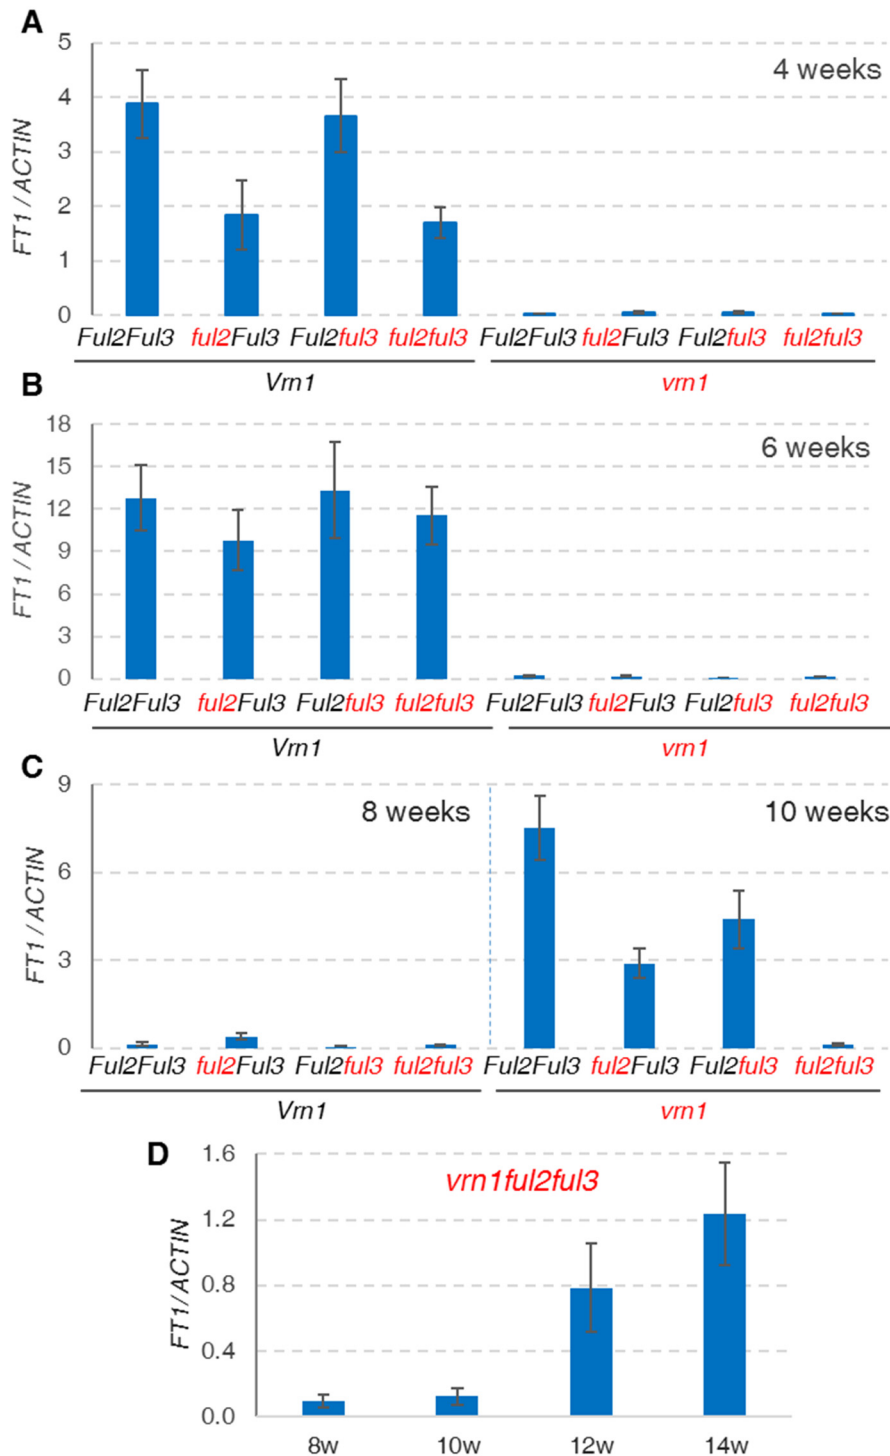 A
5
4 weeks
4
3
2
1
0
FT1 / ACTIN
Ful2Ful3 ful2Ful3 Ful2ful3 ful2ful3 Ful2Ful3 ful2Ful3 Ful2ful3 ful2ful3
Vrn1 vrn1
B
18
6 weeks
15
12
9
6
3
0
FT1 / ACTIN
Ful2Ful3 ful2Ful3 Ful2ful3 ful2ful3 Ful2Ful3 ful2Ful3 Ful2ful3 ful2ful3
Vrn1 vrn1
C
9
8 weeks 10 weeks
6
3
0
FT1 / ACTIN
Ful2Ful3 ful2Ful3 Ful2ful3 ful2ful3 Ful2Ful3 ful2Ful3 Ful2ful3 ful2ful3
Vrn1 vrn1
D
1.6
vrn1ful2ful3
1.2
0.8
0.4
0.0
FT1/ACTIN
8w 10w 12w 14w